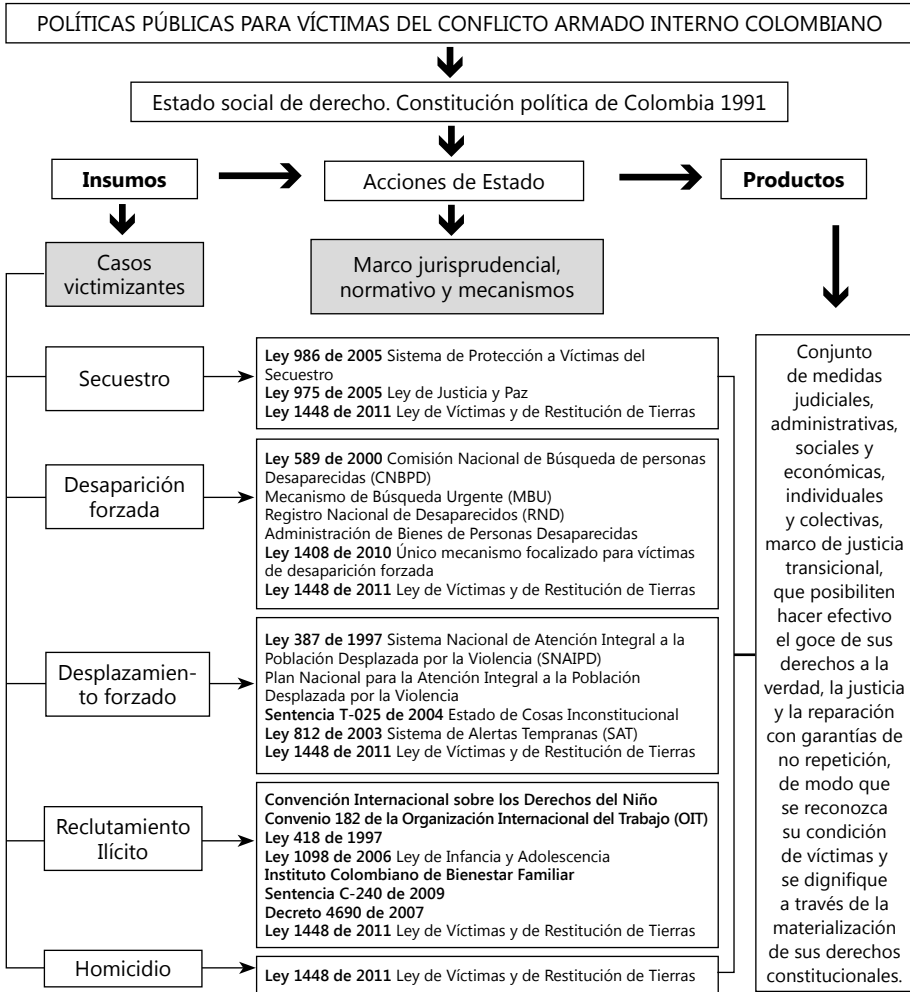 POLÍTICAS PÚBLICAS PARA VÍCTIMAS DEL CONFLICTO ARMADO INTERNO COLOMBIANO
Estado social de derecho. Constitución política de Colombia 1991
Insumos
Acciones de Estado
Productos
Casos
victimizantes
Marco jurisprudencial,
normativo y mecanismos
Secuestro
Ley 986 de 2005 Sistema de Protección a Víctimas del
Secuestro
Ley 975 de 2005 Ley de Justicia y Paz
Ley 1448 de 2011 Ley de Víctimas y de Restitución de Tierras
Desaparición
forzada
Ley 589 de 2000 Comisión Nacional de Búsqueda de personas
Desaparecidas (CNBPD)
Mecanismo de Búsqueda Urgente (MBU)
Registro Nacional de Desaparecidos (RND)
Administración de Bienes de Personas Desaparecidas
Ley 1408 de 2010 Único mecanismo focalizado para víctimas
de desaparición forzada
Ley 1448 de 2011 Ley de Víctimas y de Restitución de Tierras
Desplazamien-
to forzado
Ley 387 de 1997 Sistema Nacional de Atención Integral a la
Población Desplazada por la Violencia (SNAIPD)
Plan Nacional para la Atención Integral a la Población
Desplazada por la Violencia
Sentencia T-025 de 2004 Estado de Cosas Inconstitucional
Ley 812 de 2003 Sistema de Alertas Tempranas (SAT)
Ley 1448 de 2011 Ley de Víctimas y de Restitución de Tierras
Reclutamiento
Ilícito
Convención Internacional sobre los Derechos del Niño
Convenio 182 de la Organización Internacional del Trabajo (OIT)
Ley 418 de 1997
Ley 1098 de 2006 Ley de Infancia y Adolescencia
Instituto Colombiano de Bienestar Familiar
Sentencia C-240 de 2009
Decreto 4690 de 2007
Ley 1448 de 2011 Ley de Víctimas y de Restitución de Tierras
Homicidio
Ley 1448 de 2011 Ley de Víctimas y de Restitución de Tierras
Conjunto
de medidas
judiciales,
administrativas,
sociales y
económicas,
individuales
y colectivas,
marco de justicia
transicional,
que posibiliten
hacer efectivo
el goce de sus
derechos a la
verdad, la justicia
y la reparación
con garantías de
no repetición,
de modo que
se reconozca
su condición
de víctimas y
se dignifique
a través de la
materialización
de sus derechos
constitucionales.